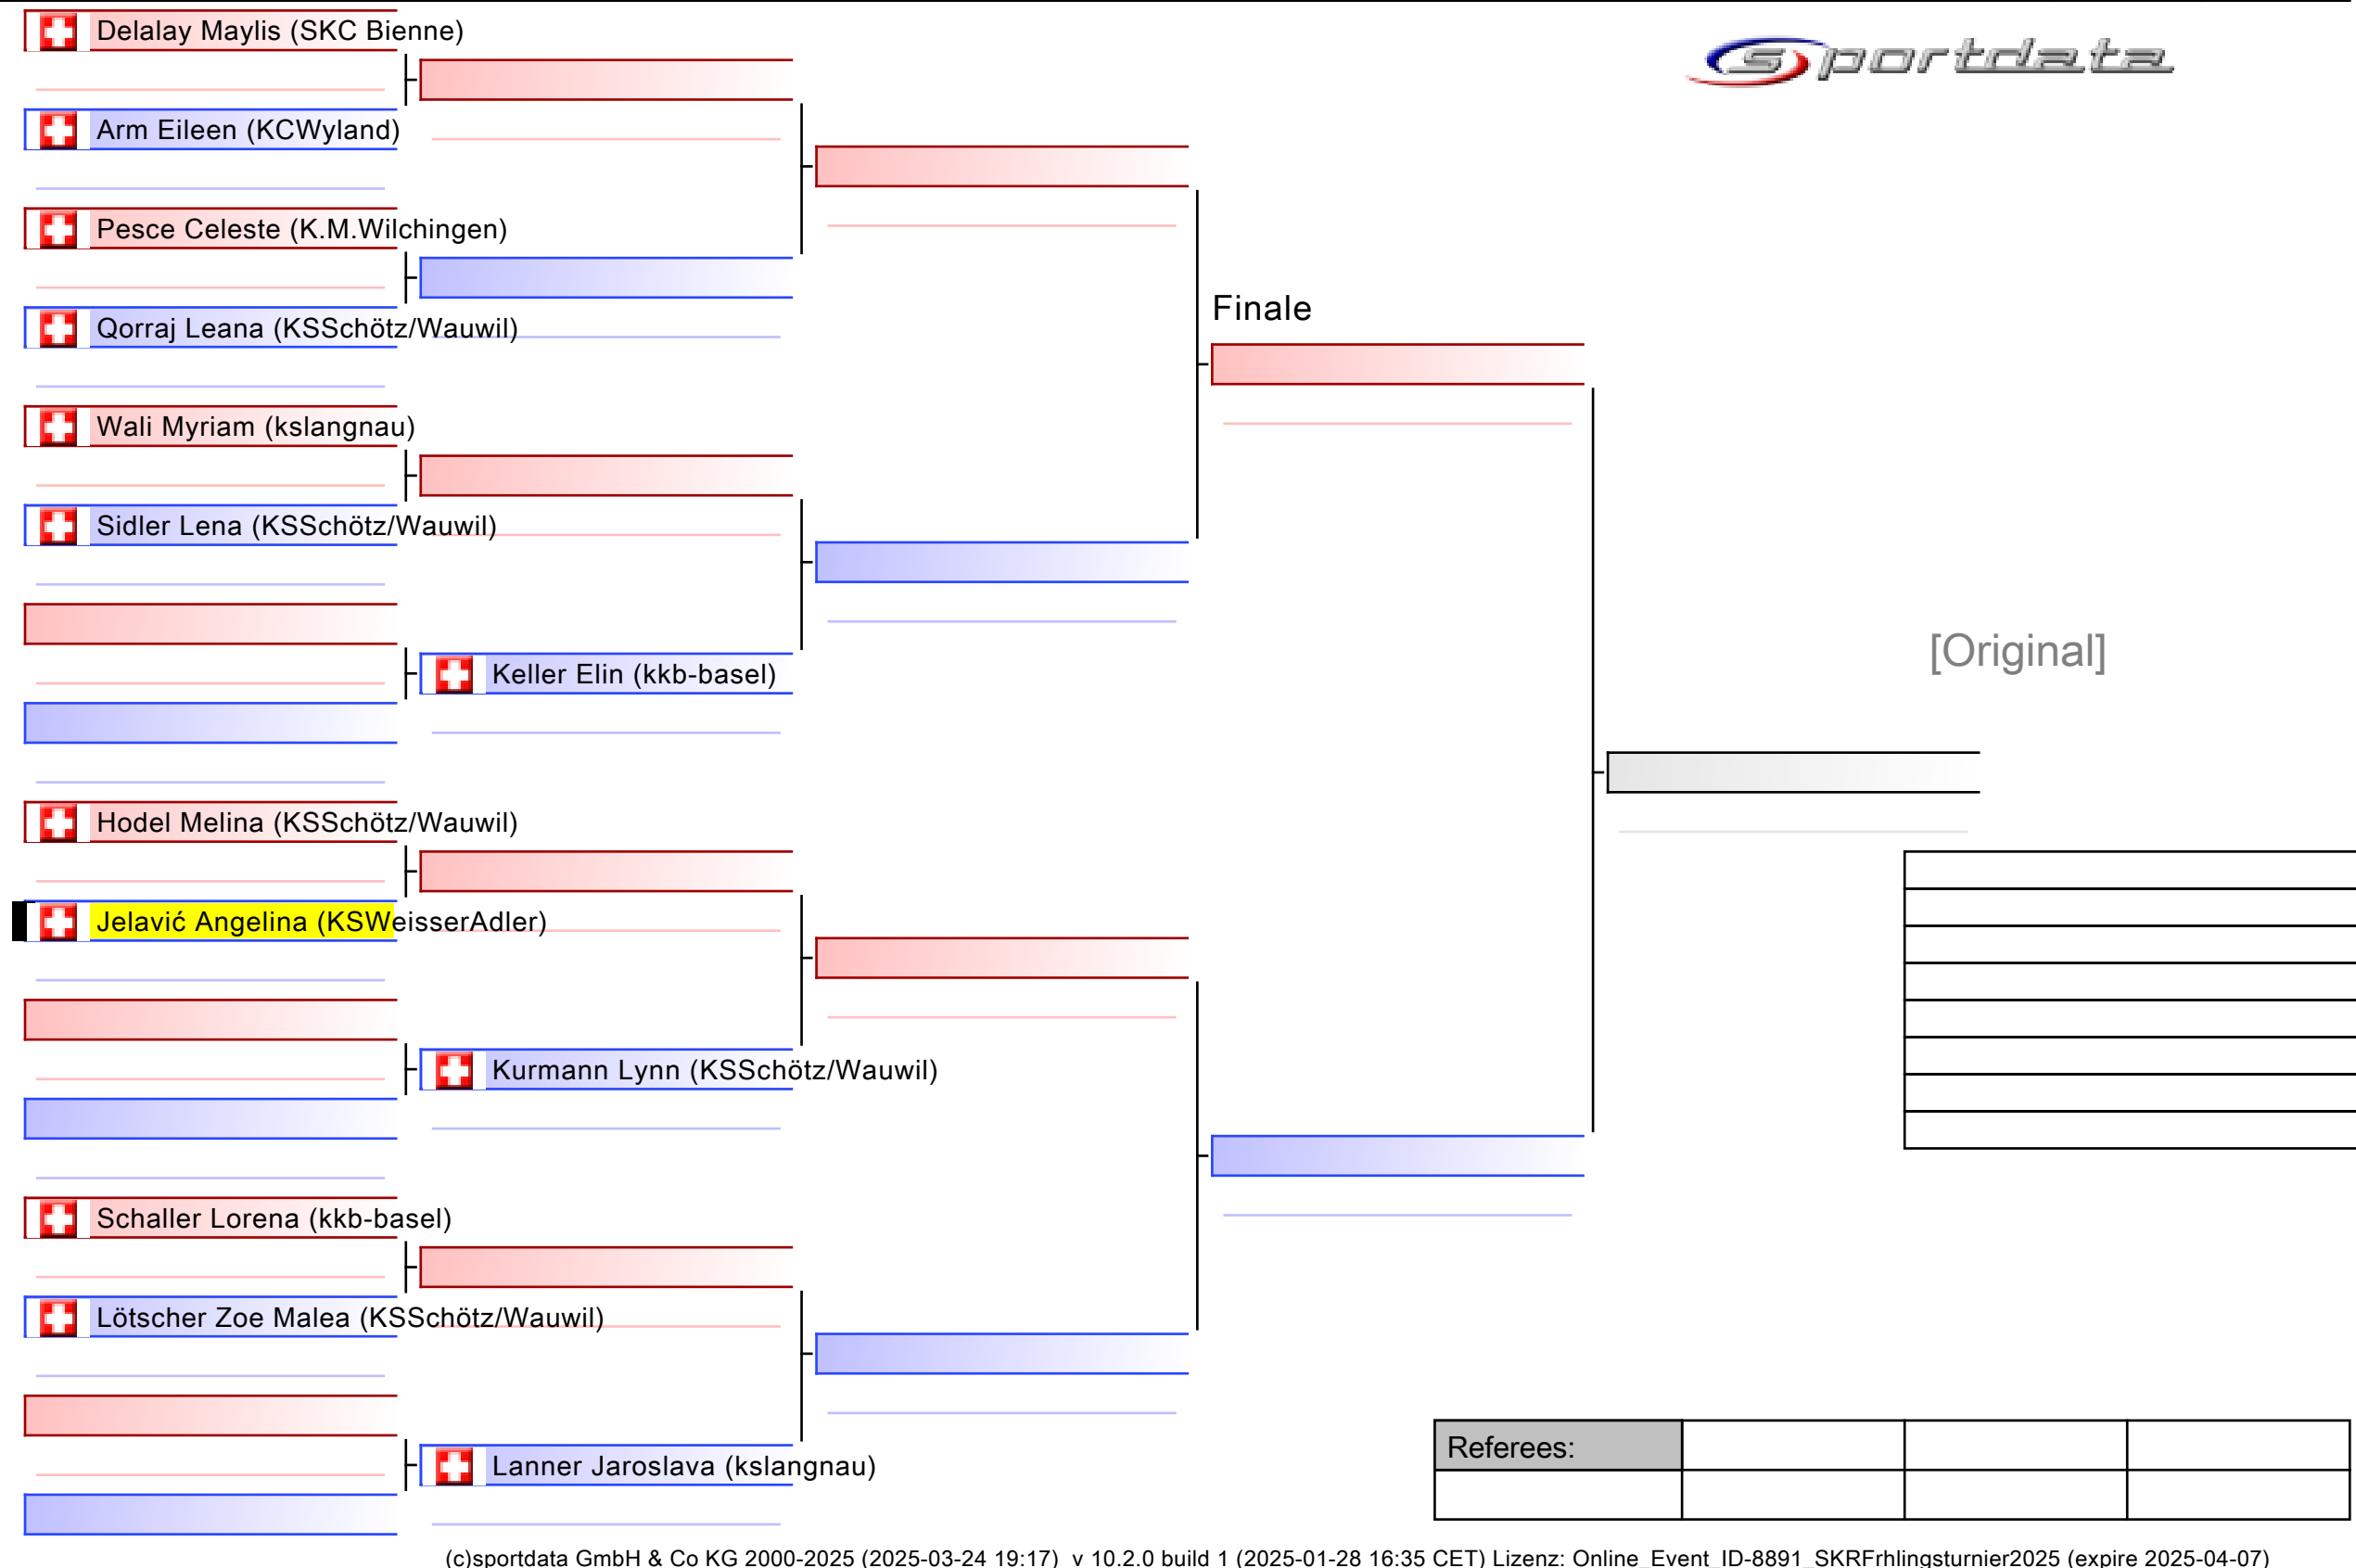 sportdata
Delalay Maylis (SKC Bienne)
Arm Eileen (KCWyland)
Pesce Celeste (K.M.Wilchingen)
Qorraj Leana (KSSchötz/Wauwil)
Finale
Wali Myriam (kslangnau)
Sidler Lena (KSSchötz/Wauwil)
[Original]
Keller Elin (kkb-basel)
Hodel Melina (KSSchötz/Wauwil)
Jelavić Angelina (KSWeisserAdler)
Kurmann Lynn (KSSchötz/Wauwil)
Schaller Lorena (kkb-basel)
Lötscher Zoe Malea (KSSchötz/Wauwil)
Referees:
Lanner Jaroslava (kslangnau)
(c)sportdata GmbH & Co KG 2000-2025 (2025-03-24 19:17) v 10.2.0 build 1 (2025-01-28 16:35 CET) Lizenz: Online_Event_ID-8891_SKRFrhlingsturnier2025 (expire 2025-04-07)